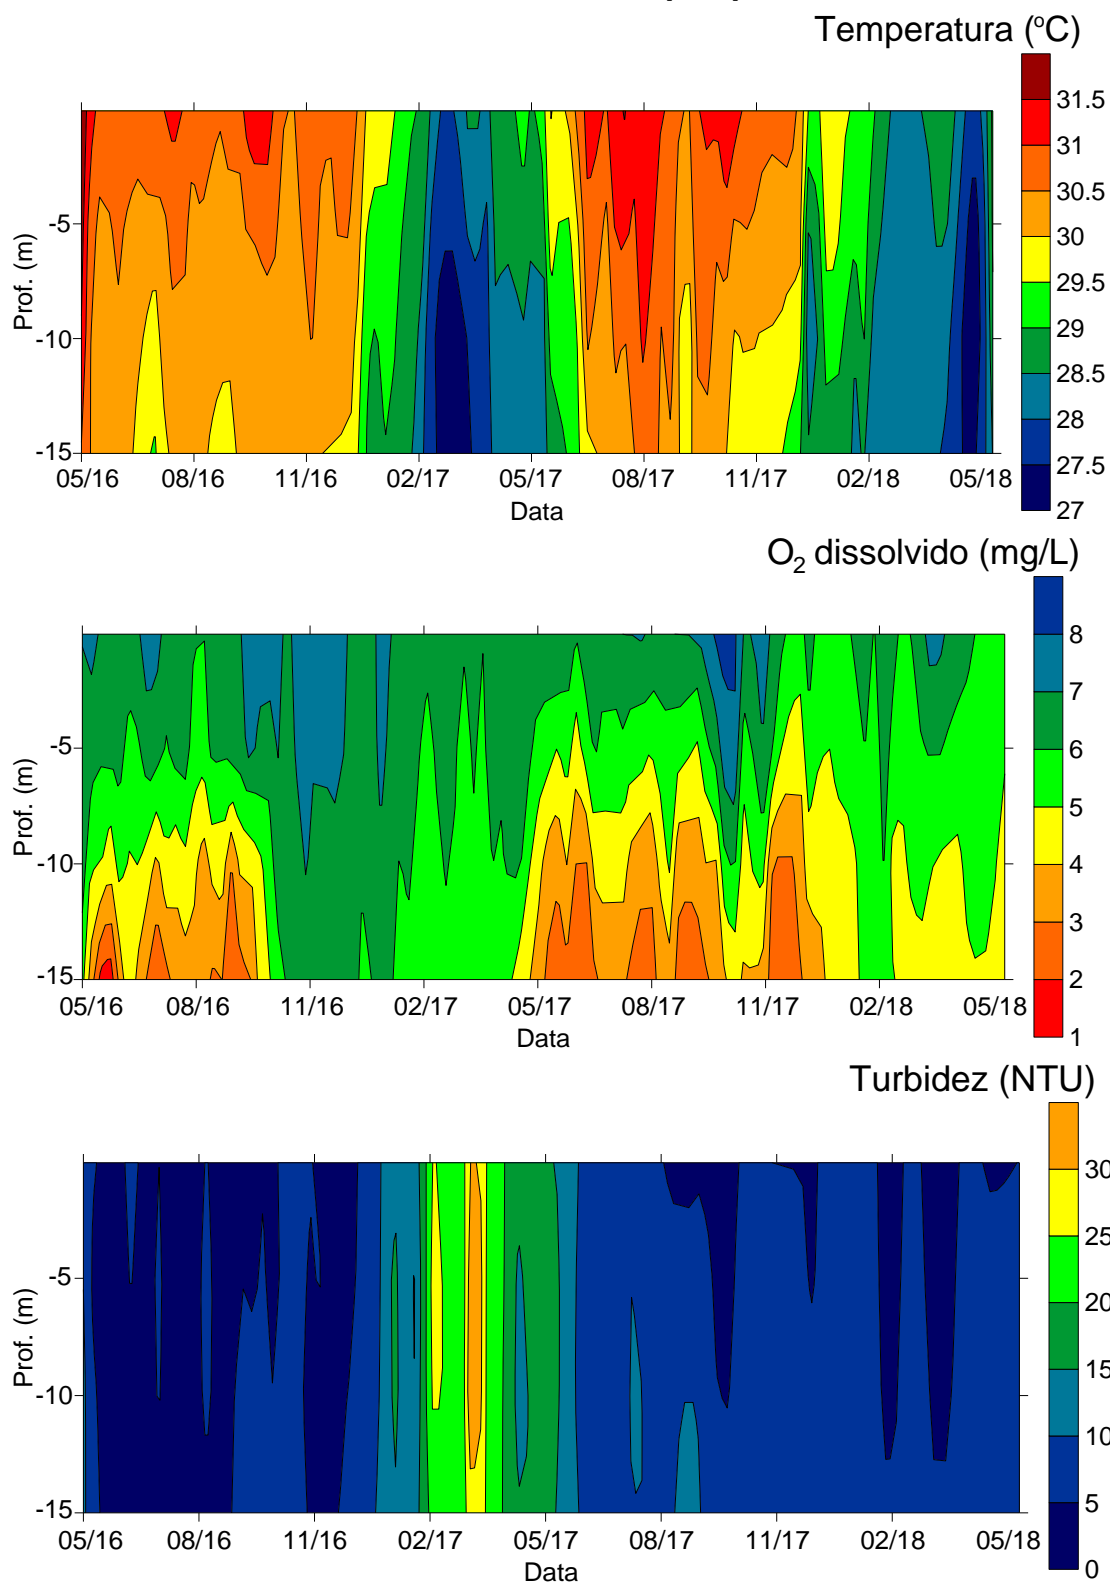 Temperatura (ºC)
31.5
31
30.5
30
29.5
29
28.5
28
27.5
27
Prof. (m)
-5
-10
-15
05/16 08/16 11/16 02/17 05/17 08/17 11/17 02/18 05/18
Data
O2 dissolvido (mg/L)
8
7
6
5
4
3
2
1
Prof. (m)
-5
-10
-15
05/16 08/16 11/16 02/17 05/17 08/17 11/17 02/18 05/18
Data
Turbidez (NTU)
30
25
20
15
10
5
0
Prof. (m)
-5
-10
-15
05/16 08/16 11/16 02/17 05/17 08/17 11/17 02/18 05/18
Data